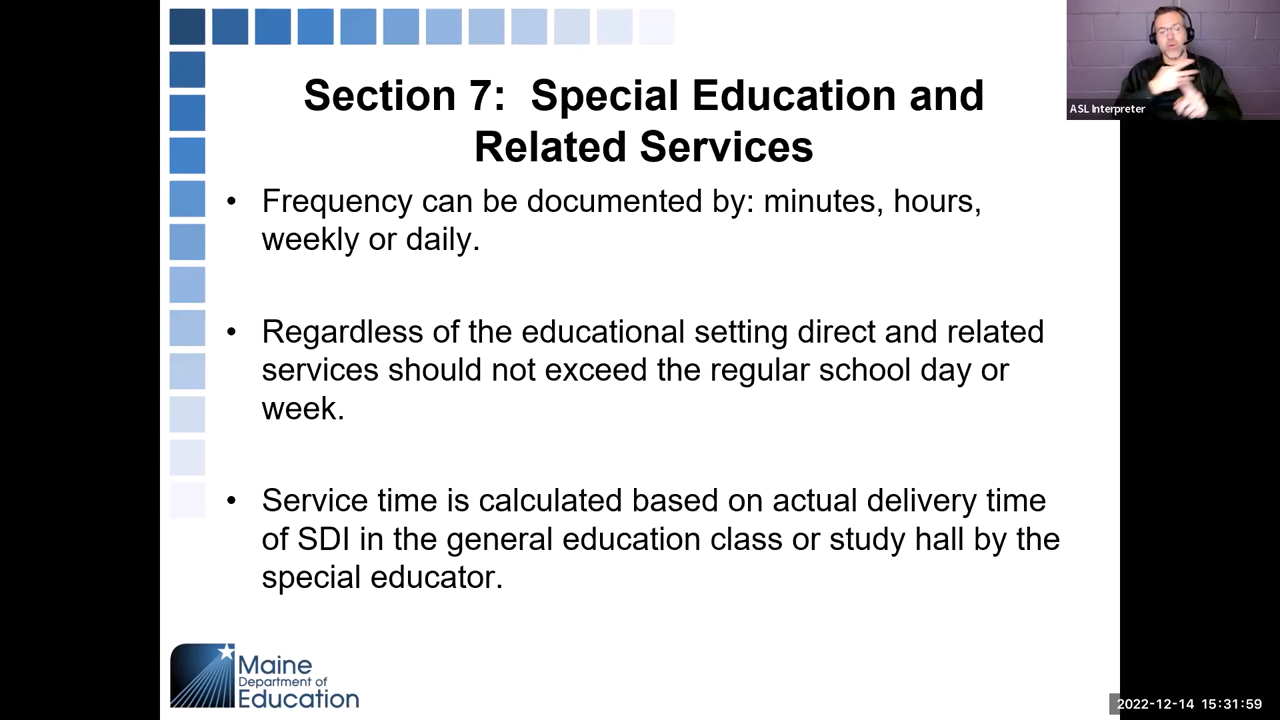 Section 7:  Special Education and
Related Services
• Frequency can be documented by: minutes, hours,
weekly or daily.
• Regardless of the educational setting direct and related
services should not exceed the regular school day or
week.
• Service time is calculated based on actual delivery time
of SDI in the general education class or study hall by the
special educator.
Maine
Department of
Education
ASL Interpreter
2022-12-14 15:31:59